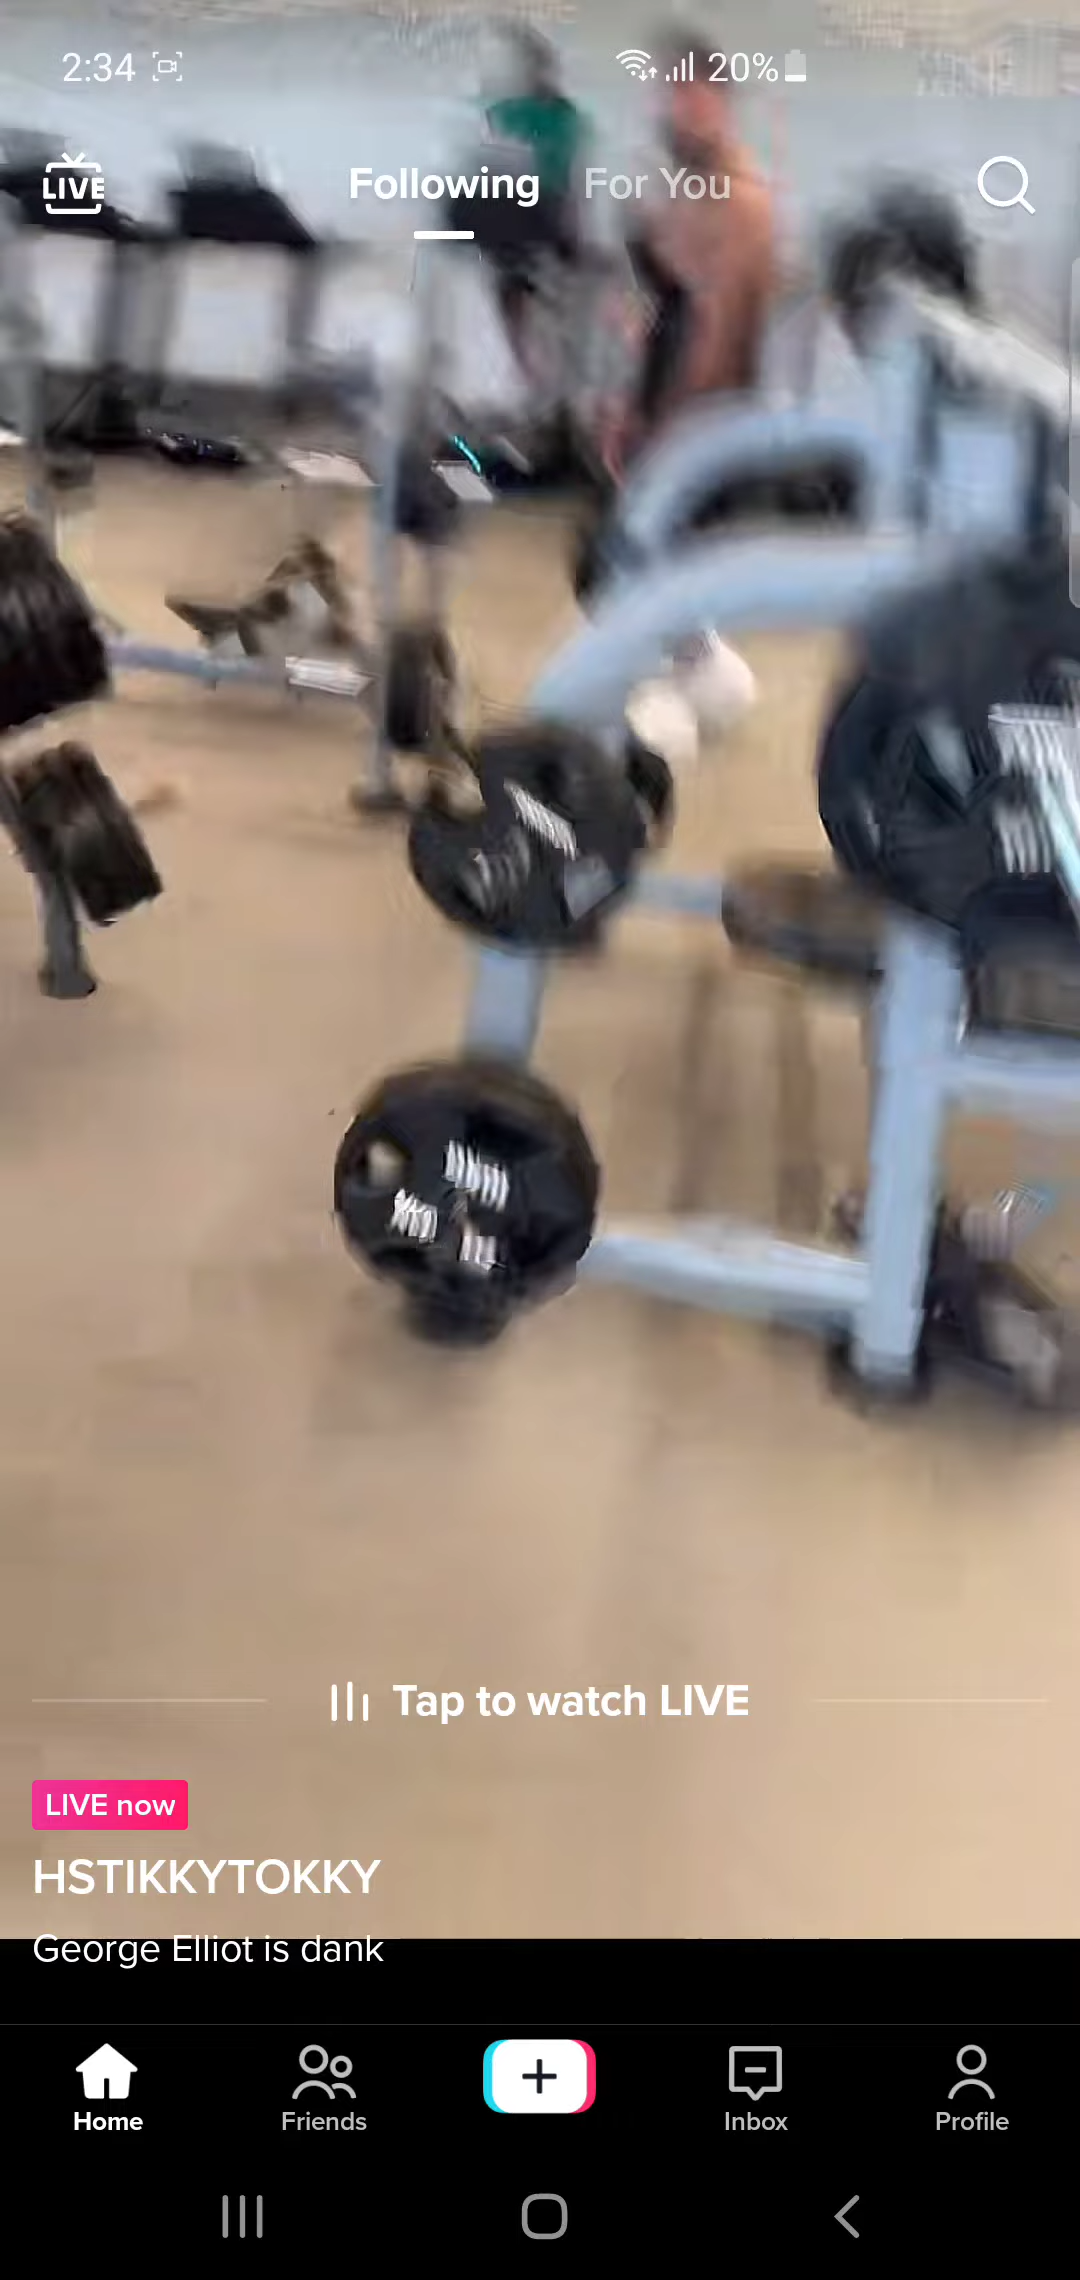 2:34 20%
LIVE Following For You
Tap to watch LIVE
LIVE now
HSTIKKYTOKKY
George Elliot is dank
Home Friends Inbox Profile